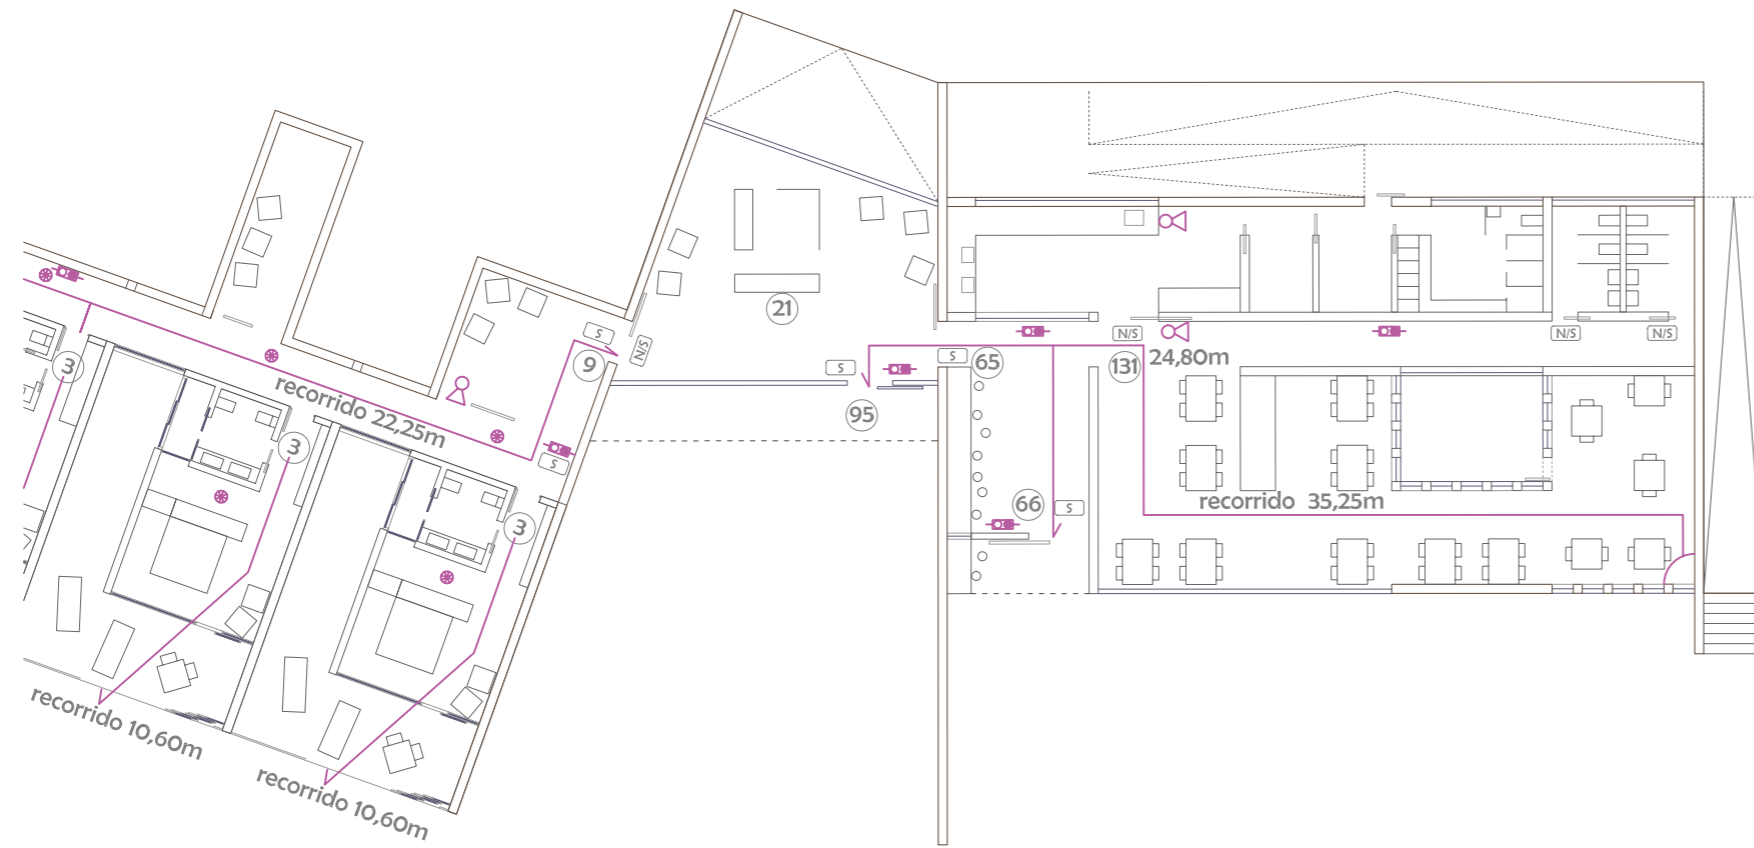 21
S
N/S
9
S
65
N/S
131
24,80m
N/S
N/S
S
95
3
recorrido 22,25m
3
S
66
S
recorrido 35,25m
3
recorrido 10,60m
recorrido 10,60m